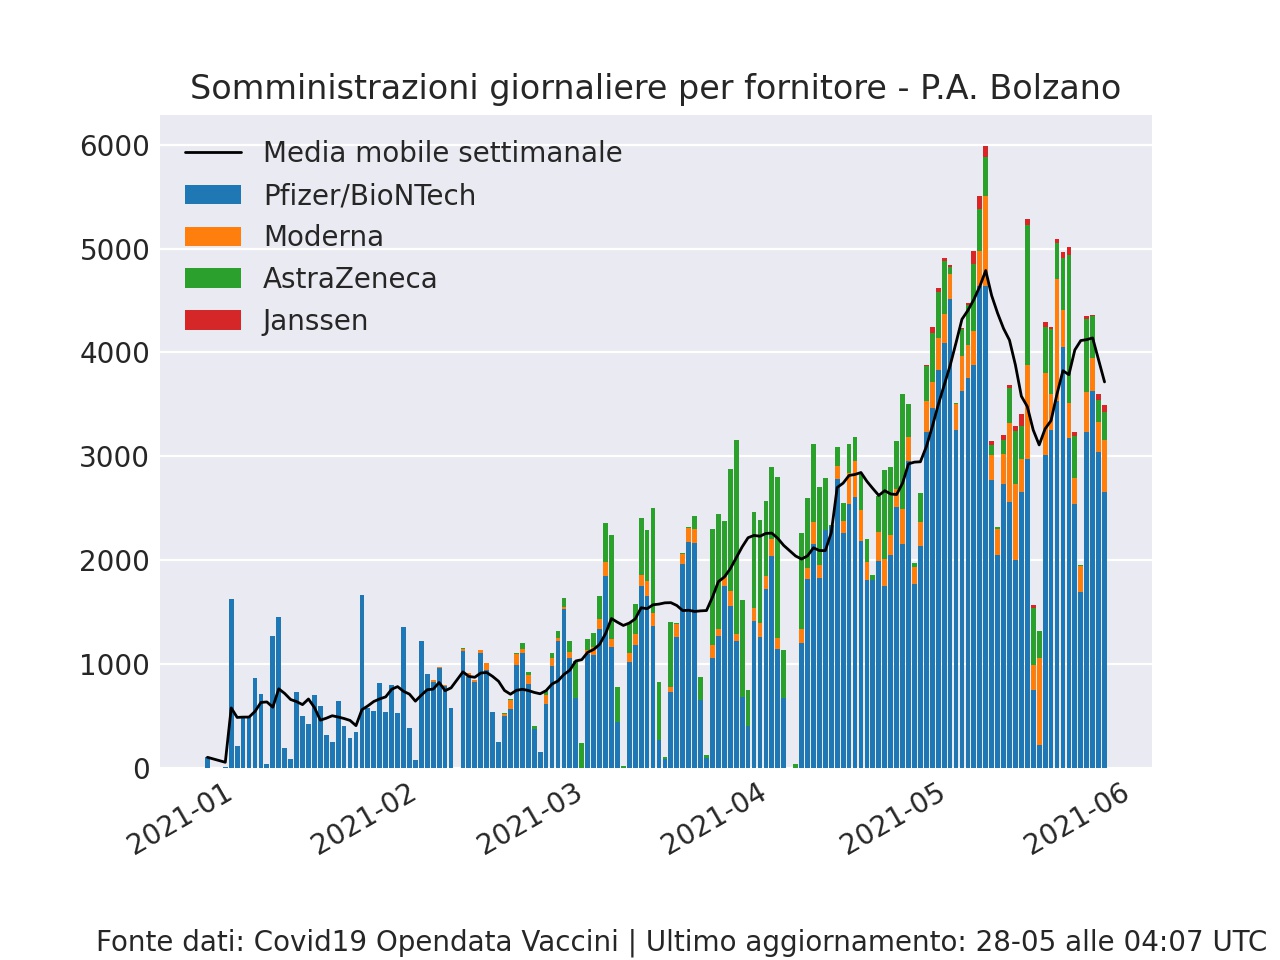 Somministrazioni giornaliere per fornitore - P.A. Bolzano
Media mobile settimanale
Pfizer/BioNTech
Moderna
AstraZeneca
Janssen
6000
5000
4000
3000
2000
1000
0
2021-01
2021-02
2021-03
2021-04
2021-05
2021-06
Fonte dati: Covid19 Opendata Vaccini | Ultimo aggiornamento: 28-05 alle 04:07 UTC